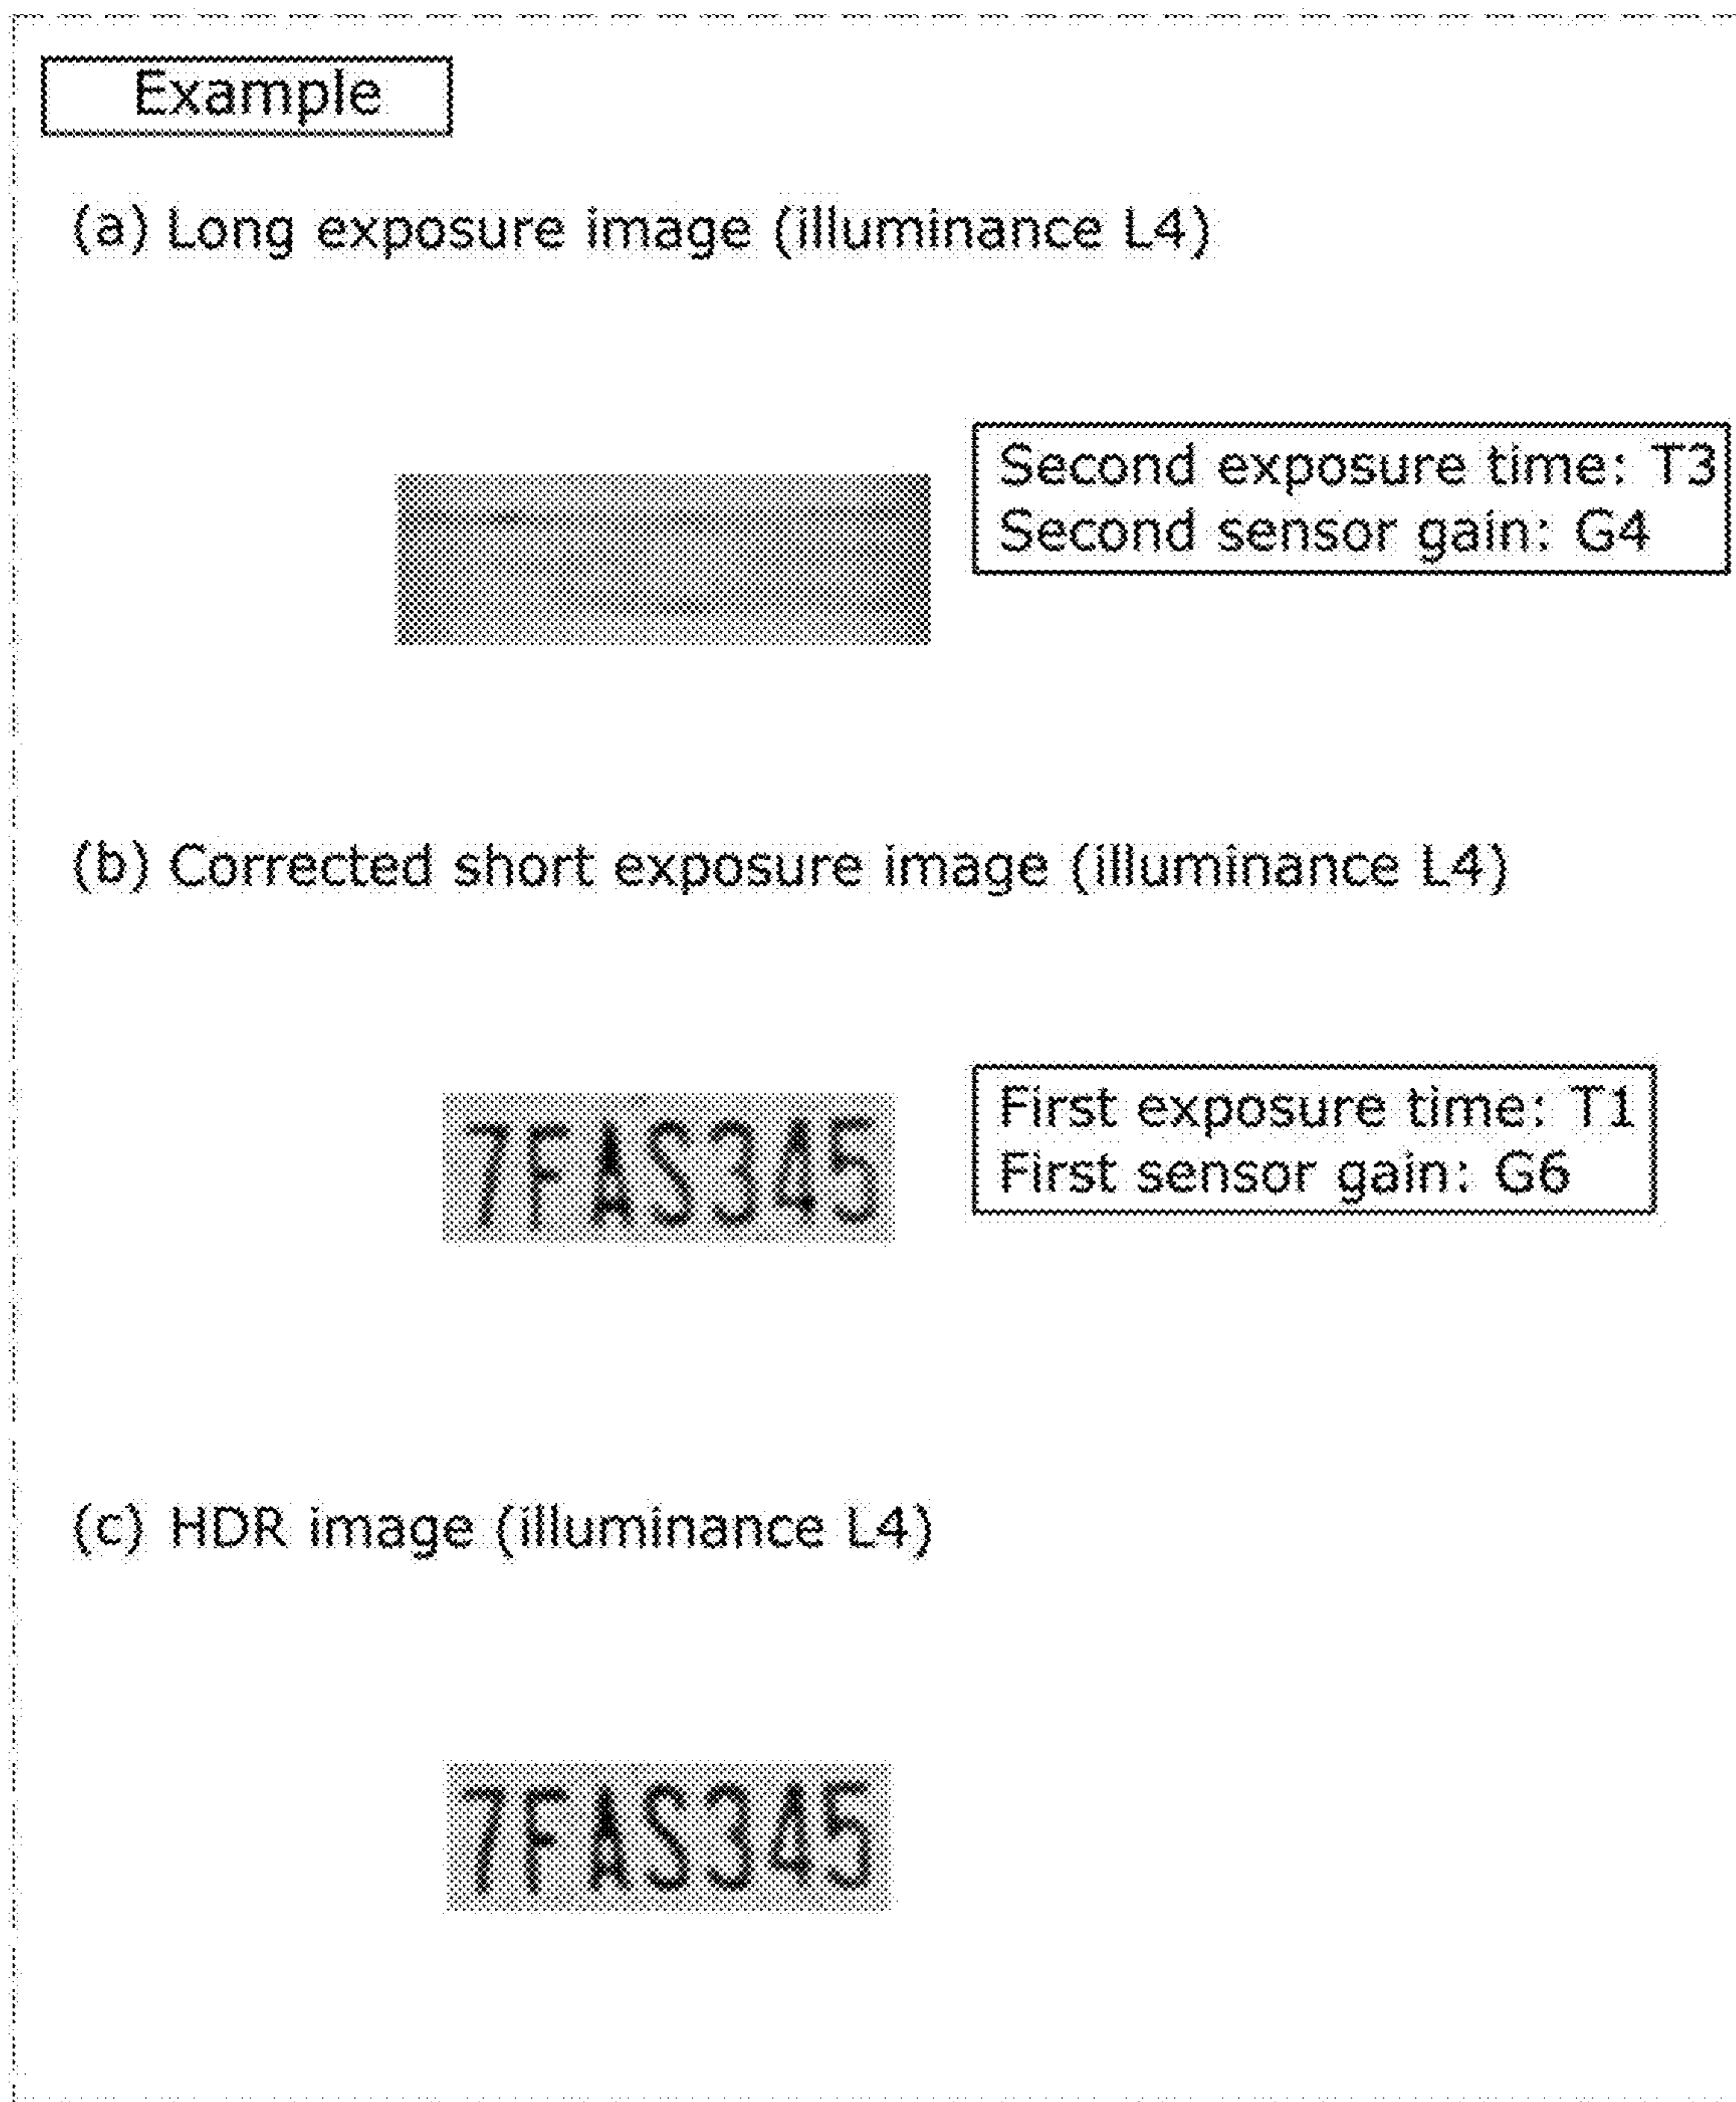 Example
(a) Long exposure image (illuminance L4)
Second exposure time: T3
Second sensor gain: G4
(b) Corrected short exposure image (illuminance L4)
7FAS345
First exposure time: T1
First sensor gain: G6
(c) HDR image (illuminance L4)
7FAS345